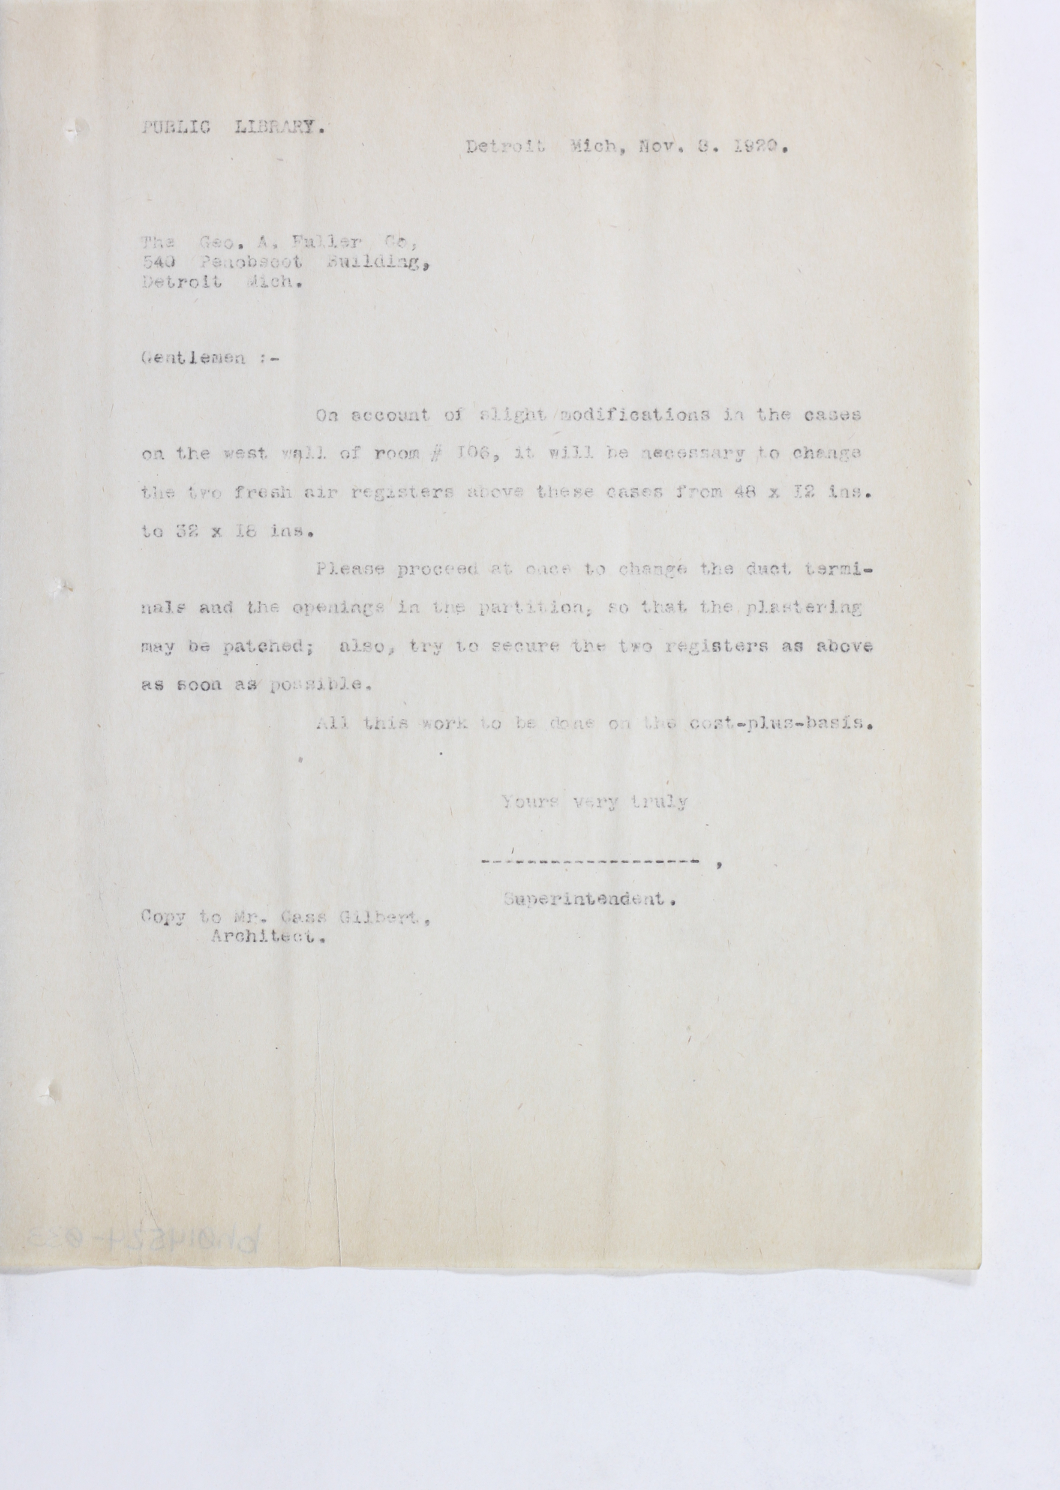 PUBLIC LIBRARY.
Detroit Mich, Nov. 3. 1920.
The Geo. A. Fuller Co,
540 Penobscot Building,
Detroit Mich.
Gentlemen :-
On account of slight modifications in the cases
on the west wall of room # I06, it will be necessary to change
the two fresh air registers above these cases from 48 x I2 ins.
to 32 x I8 ins.
Please proceed at once to change the duct termi-
nals and the openings in the partition, so that the plastering
may be patched; also, try to secure the two registers as above
as soon as possible.
All this work to be done on the cost-plus-basis.
Yours very truly
------------------- ,
Superintendent.
Copy to Mr. Cass Gilbert,
Architect.